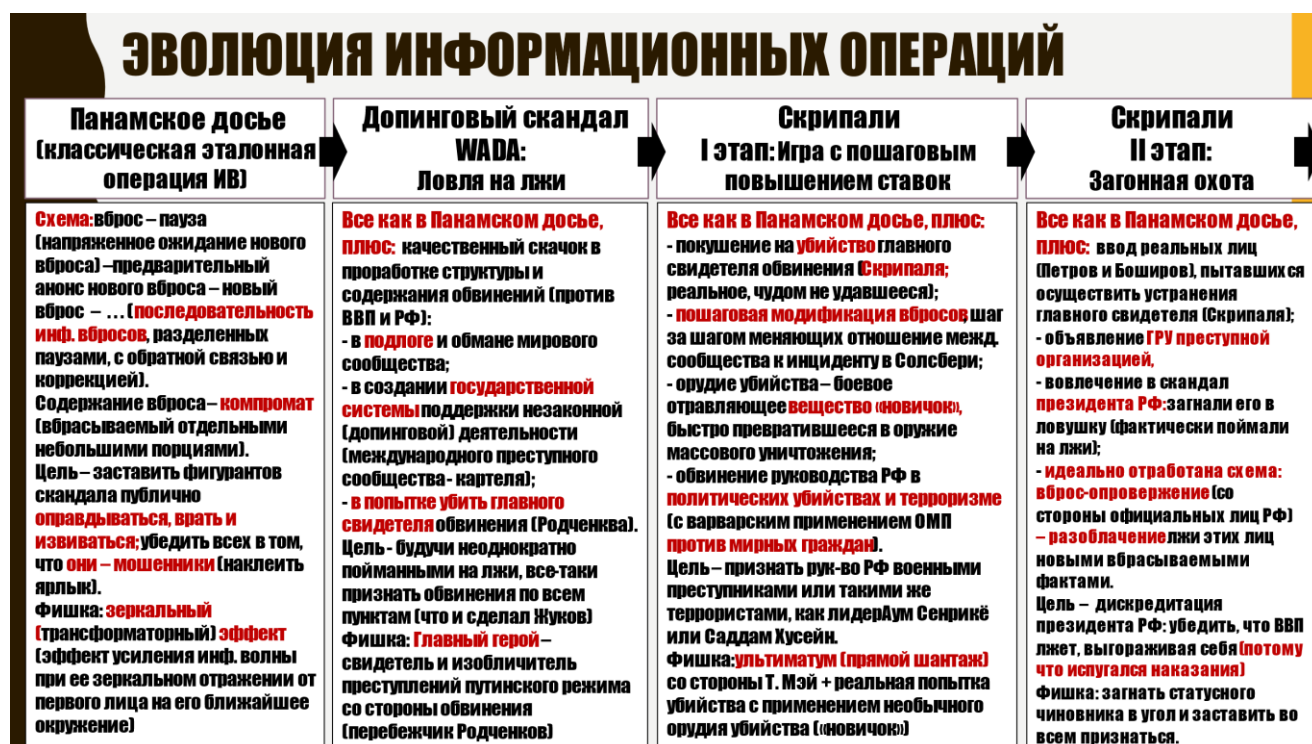 ЭВОЛЮЦИЯ ИНФОРМАЦИОННЫХ ОПЕРАЦИЙ
Панамское досье
(классическая эталонная
операция ИВ)
Схема:вброс – пауза
(напряженное ожидание нового
вброса) –предварительный
анонс нового вброса – новый
вброс – … (последовательность
инф. вбросов, разделенных
паузами, с обратной связью и
коррекцией).
Содержание вброса– компромат
(вбрасываемый отдельными
небольшими порциями).
Цель – заставить фигурантов
скандала публично
оправдываться, врать и
извиваться;убедить всех в том,
что они – мошенники (наклеить
ярлык).
Фишка: зеркальный
(трансформаторный) эффект
(эффект усиления инф. волны
при ее зеркальном отражении от
первого лица на его ближайшее
окружение)
Допинговый скандал
WADA:
Ловля на лжи
Все как в Панамском досье,
плюс: качественный скачок в
проработке структуры и
содержания обвинений (против
ВВП и РФ):
- в подлоге и обмане мирового
сообщества;
- в создании государственной
системы поддержки незаконной
(допинговой) деятельности
(международного преступного
сообщества- картеля);
- в попытке убить главного
свидетеля обвинения (Родченква).
Цель- будучи неоднократно
пойманными на лжи, все-таки
признать обвинения по всем
пунктам (что и сделал Жуков)
Фишка: Главный герой –
свидетель и изобличитель
преступлений путинского режима
со стороны обвинения
(перебежчик Родченков)
Скрипали
I этап: Игра с пошаговым
повышением ставок
Все как в Панамском досье, плюс:
- покушение на убийство главного
свидетеля обвинения (Скрипаля;
реальное, чудом не удавшееся);
- пошаговая модификация вбросов, шаг
за шагом меняющих отношение межд.
сообщества к инциденту в Солсбери;
- орудие убийства – боевое
отравляющее вещество «новичок»,
быстро превратившееся в оружие
массового уничтожения;
- обвинение руководства РФ в
политических убийствах и терроризме
(с варварским применением ОМП
против мирных граждан).
Цель – признать рук-во РФ военными
преступниками или такими же
террористами, как лидерАум Сенрикё
или Саддам Хусейн.
Фишка:ультиматум (прямой шантаж)
со стороны Т. Мэй + реальная попытка
убийства с применением необычного
орудия убийства («новичок»)
Скрипали
II этап:
Загонная охота
Все как в Панамском досье,
плюс: ввод реальных лиц
(Петров и Боширов), пытавшихся
осуществить устранения
главного свидетеля (Скрипаля);
- объявление ГРУ преступной
организацией,
- вовлечение в скандал
президента РФ:загнали его в
ловушку (фактически поймали
на лжи);
- идеально отработана схема:
вброс-опровержение (со
стороны официальных лиц РФ)
– разоблачение лжи этих лиц
новыми вбрасываемыми
фактами.
Цель – дискредитация
президента РФ: убедить, что ВВП
лжет, выгораживая себя (потому
что испугался наказания)
Фишка: загнать статусного
чиновника в угол и заставить во
всем признаться.